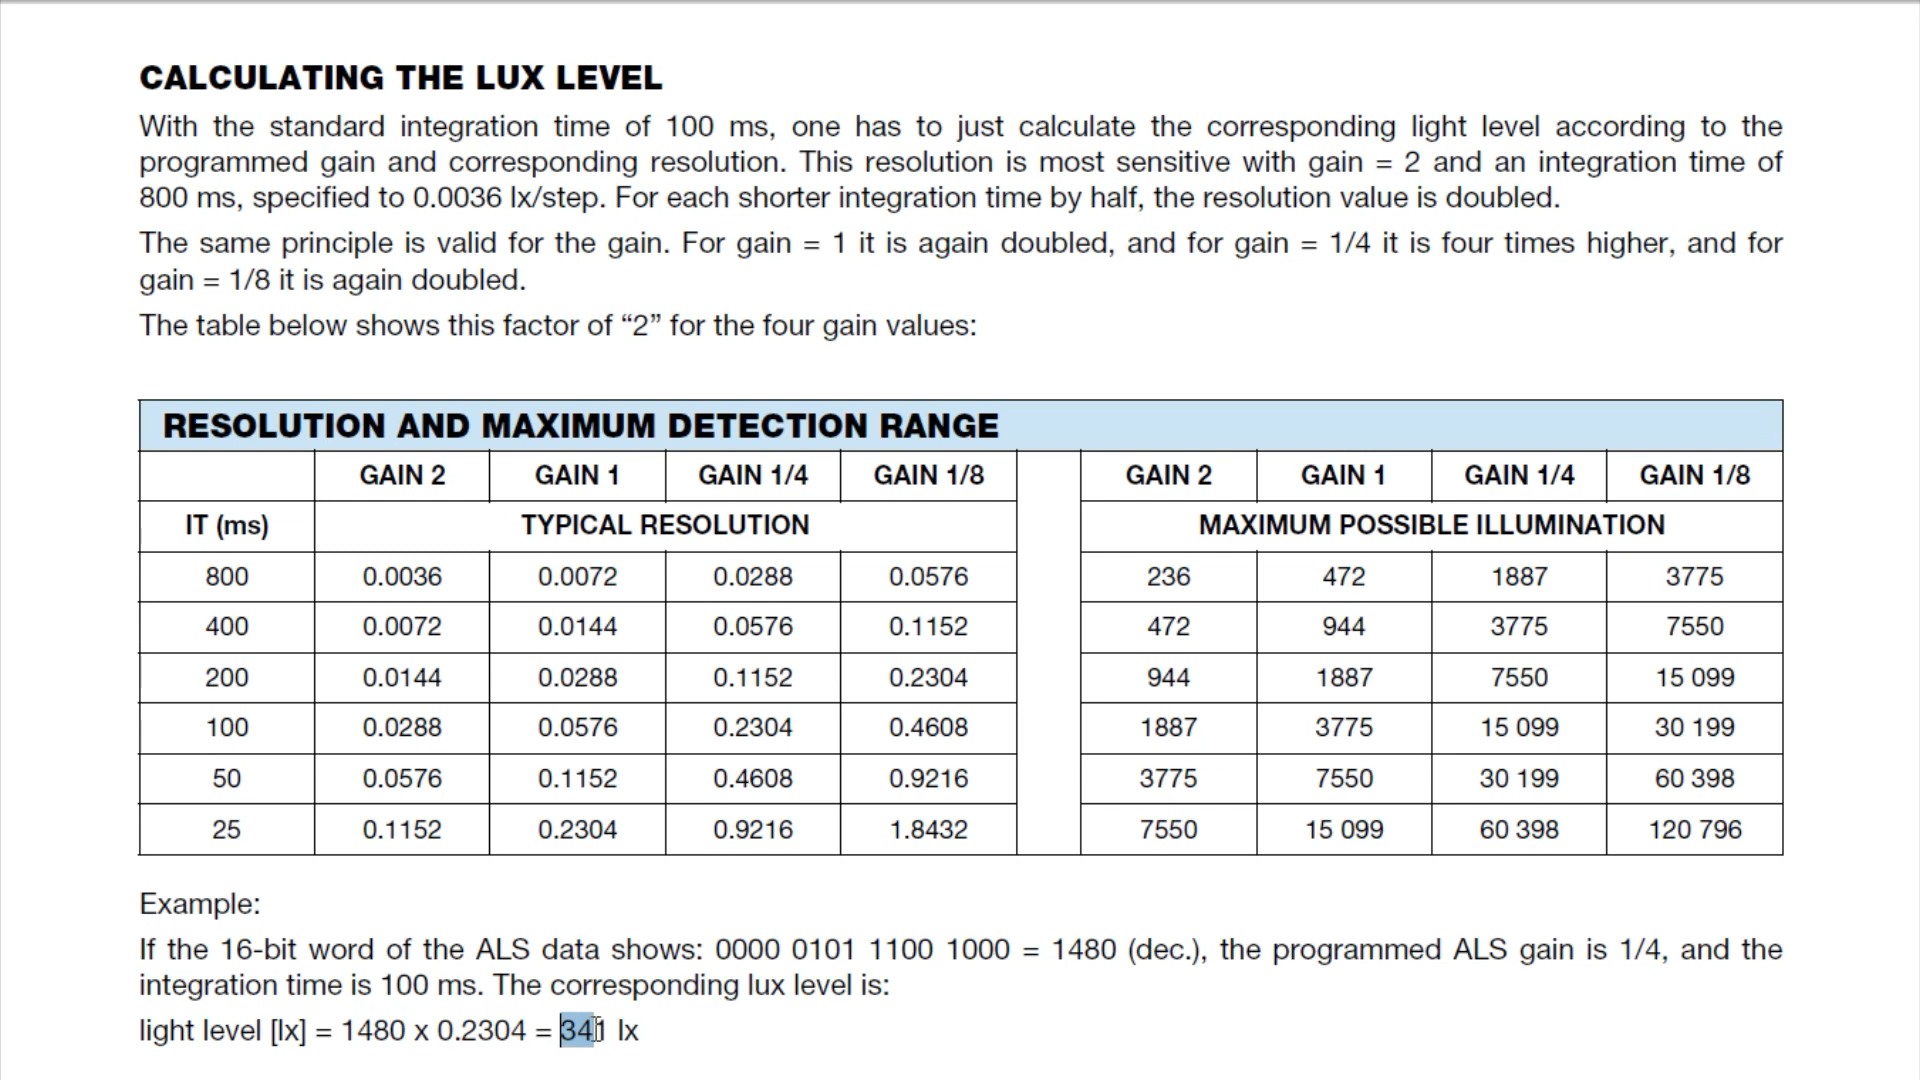 CALCULATING THE LUX LEVEL
With the standard integration time of 100 ms, one has to just calculate the corresponding light level according to the
programmed gain and corresponding resolution. This resolution is most sensitive with gain = 2 and an integration time of
800 ms, specified to 0.0036 lx/step. For each shorter integration time by half, the resolution value is doubled.
The same principle is valid for the gain. For gain = 1 it is again doubled, and for gain = 1/4 it is four times higher, and for
gain = 1/8 it is again doubled.
The table below shows this factor of “2” for the four gain values:
RESOLUTION AND MAXIMUM DETECTION RANGE
GAIN 2 GAIN 1 GAIN 1/4 GAIN 1/8 GAIN 2 GAIN 1 GAIN 1/4 GAIN 1/8
IT (ms) TYPICAL RESOLUTION MAXIMUM POSSIBLE ILLUMINATION
800 0.0036 0.0072 0.0288 0.0576 236 472 1887 3775
400 0.0072 0.0144 0.0576 0.1152 472 944 3775 7550
200 0.0144 0.0288 0.1152 0.2304 944 1887 7550 15 099
100 0.0288 0.0576 0.2304 0.4608 1887 3775 15 099 30 199
50 0.0576 0.1152 0.4608 0.9216 3775 7550 30 199 60 398
25 0.1152 0.2304 0.9216 1.8432 7550 15 099 60 398 120 796
Example:
If the 16-bit word of the ALS data shows: 0000 0101 1100 1000 = 1480 (dec.), the programmed ALS gain is 1/4, and the
integration time is 100 ms. The corresponding lux level is:
light level [lx] = 1480 x 0.2304 = 341 lx